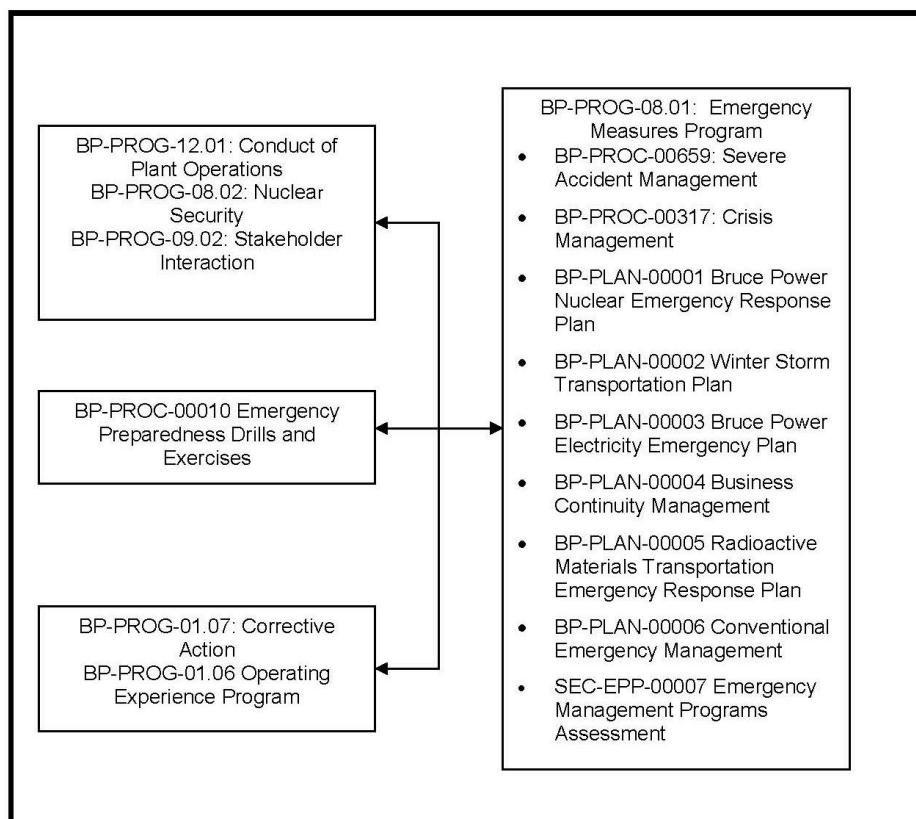 BP-PROG-12.01: Conduct of
Plant Operations
BP-PROG-08.02: Nuclear
Security
BP-PROG-09.02: Stakeholder
Interaction
BP-PROC-00010 Emergency
Preparedness Drills and
Exercises
BP-PROG-01.07: Corrective
Action
BP-PROG-01.06 Operating
Experience Program
BP-PROG-08.01:  Emergency
Measures Program
• BP-PROC-00659: Severe
Accident Management
• BP-PROC-00317: Crisis
Management
• BP-PLAN-00001 Bruce Power
Nuclear Emergency Response
Plan
• BP-PLAN-00002 Winter Storm
Transportation Plan
• BP-PLAN-00003 Bruce Power
Electricity Emergency Plan
• BP-PLAN-00004 Business
Continuity Management
• BP-PLAN-00005 Radioactive
Materials Transportation
Emergency Response Plan
• BP-PLAN-00006 Conventional
Emergency Management
• SEC-EPP-00007 Emergency
Management Programs
Assessment